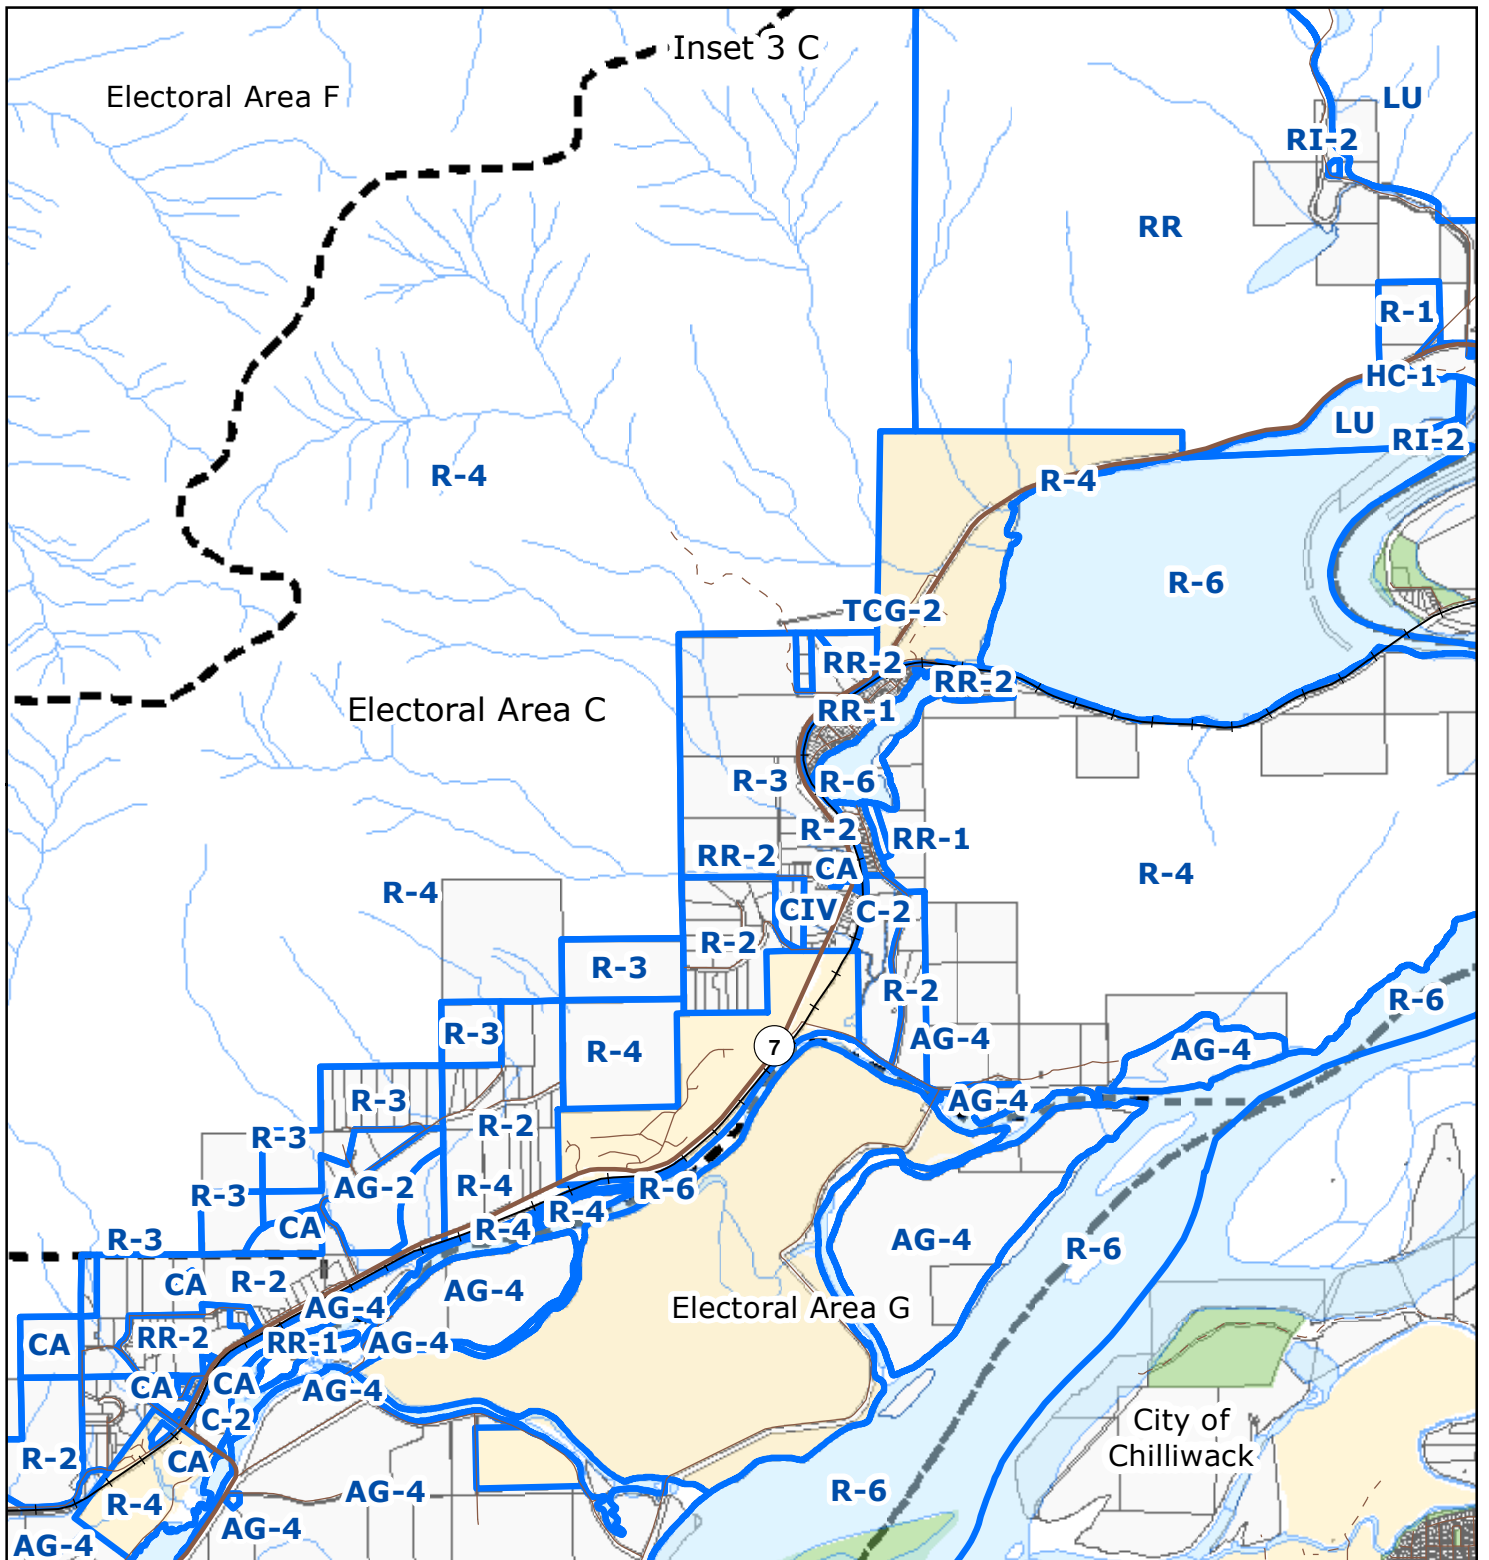 Inset 3 C
Electoral Area F
LU
RI-2
RR
R-1
HC-1
LU
RI-2
R-4
R-4
R-6
TCG-2
RR-2
RR-2
Electoral Area C
RR-1
R-3
R-6
R-2
RR-1
RR-2
CA
R-4
R-4
CIV
C-2
R-2
R-3
R-2
R-6
R-3
AG-4
R-4
7
AG-4
R-3
AG-4
R-2
R-3
AG-2
R-4
R-6
R-3
R-4
R-4
CA
R-3
AG-4
R-6
CA
R-2
AG-4
AG-4
Electoral Area G
CA
RR-2
RR-1
AG-4
CA
CA
AG-4
C-2
City of
Chilliwack
R-2
CA
R-4
AG-4
R-6
AG-4
AG-4